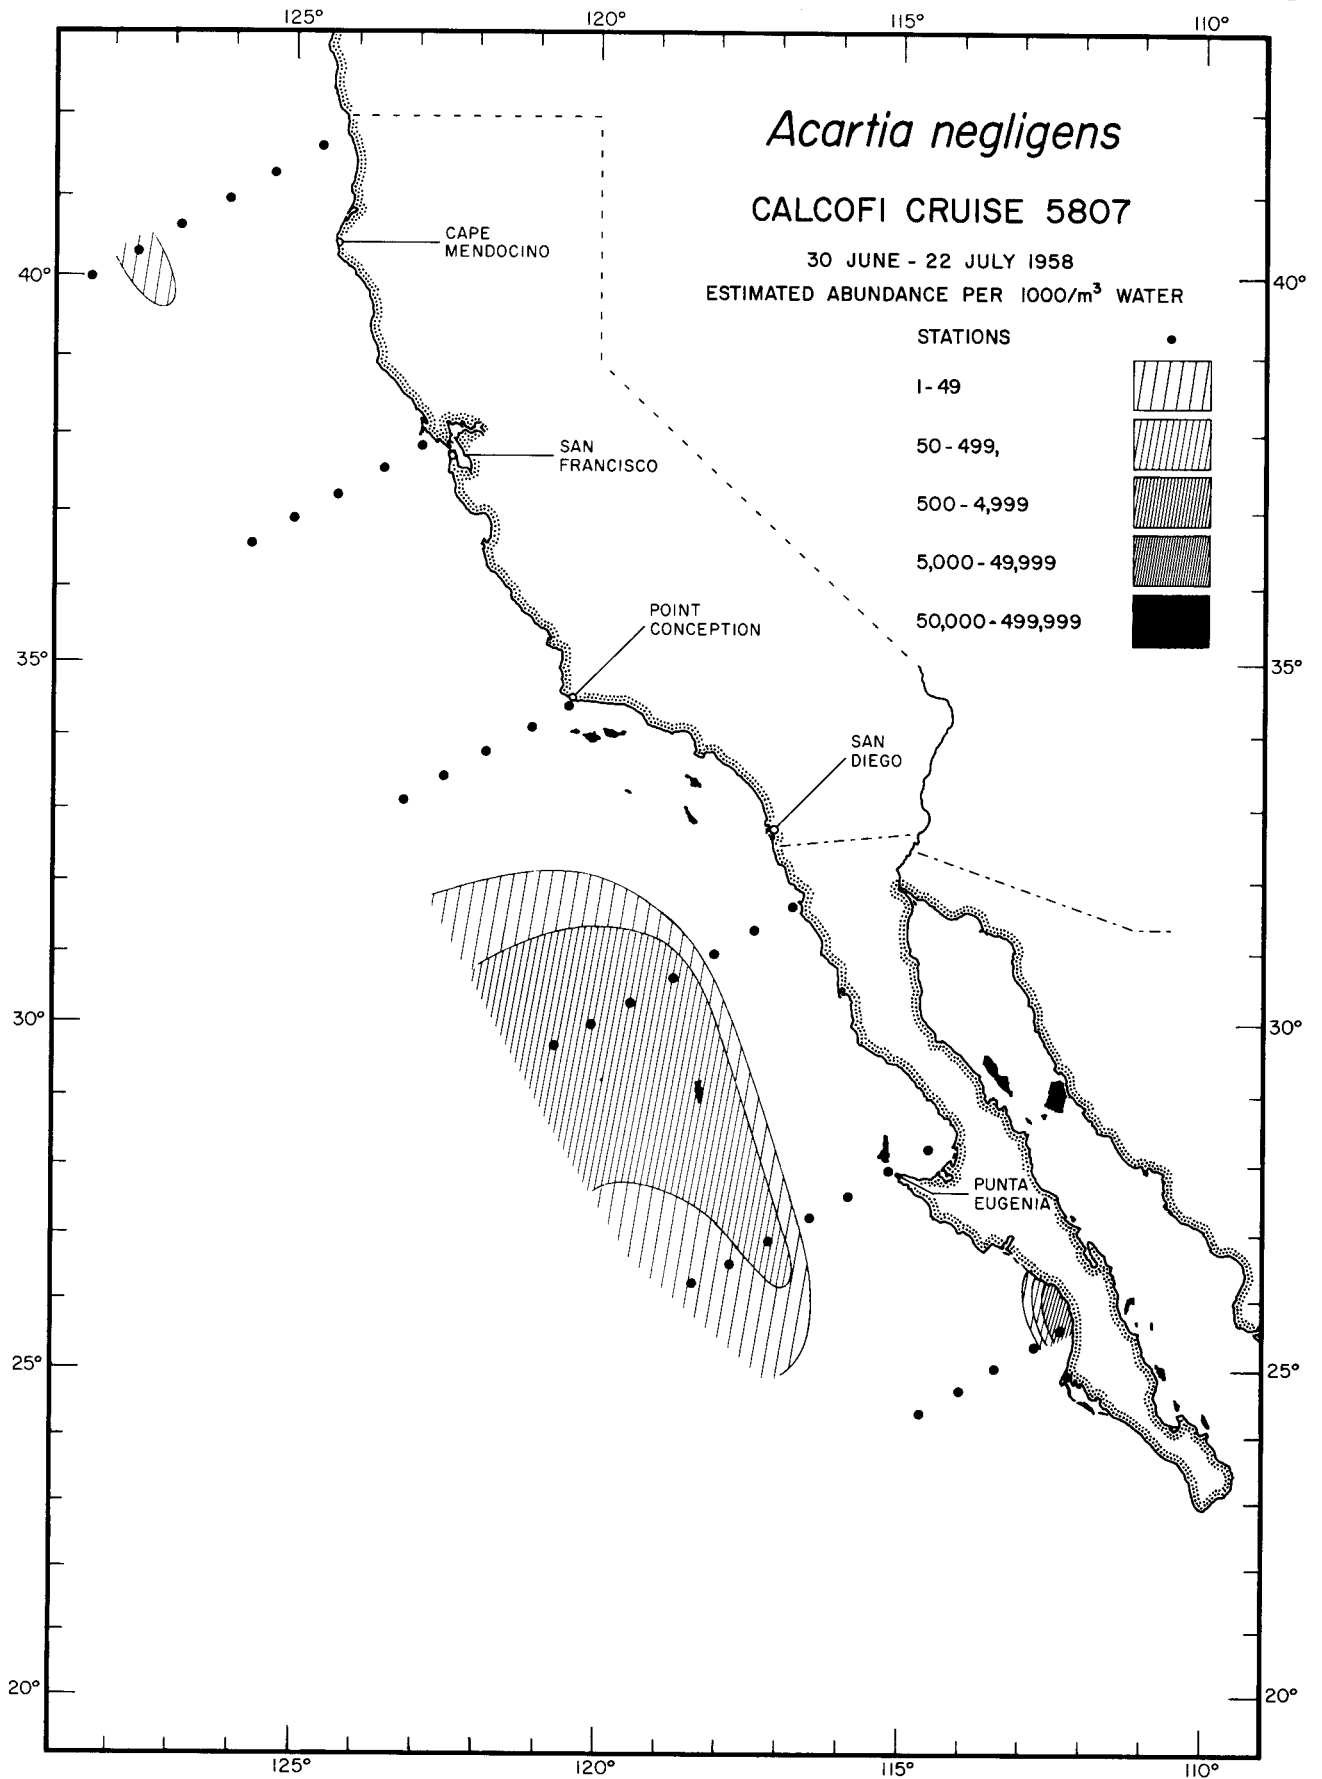 125° 120° 115° 110°
Acartia negligens
CALCOFI CRUISE 5807
30 JUNE - 22 JULY 1958
ESTIMATED ABUNDANCE PER 1000/m³ WATER
STATIONS
1-49
50-499,
500-4,999
5,000-49,999
50,000-499,999
CAPE
MENDOCINO
40° 40°
SAN
FRANCISCO
POINT
CONCEPTION
35° 35°
SAN
DIEGO
30° 30°
PUNTA
EUGENIA
25° 25°
20° 20°
125° 120° 115° 110°